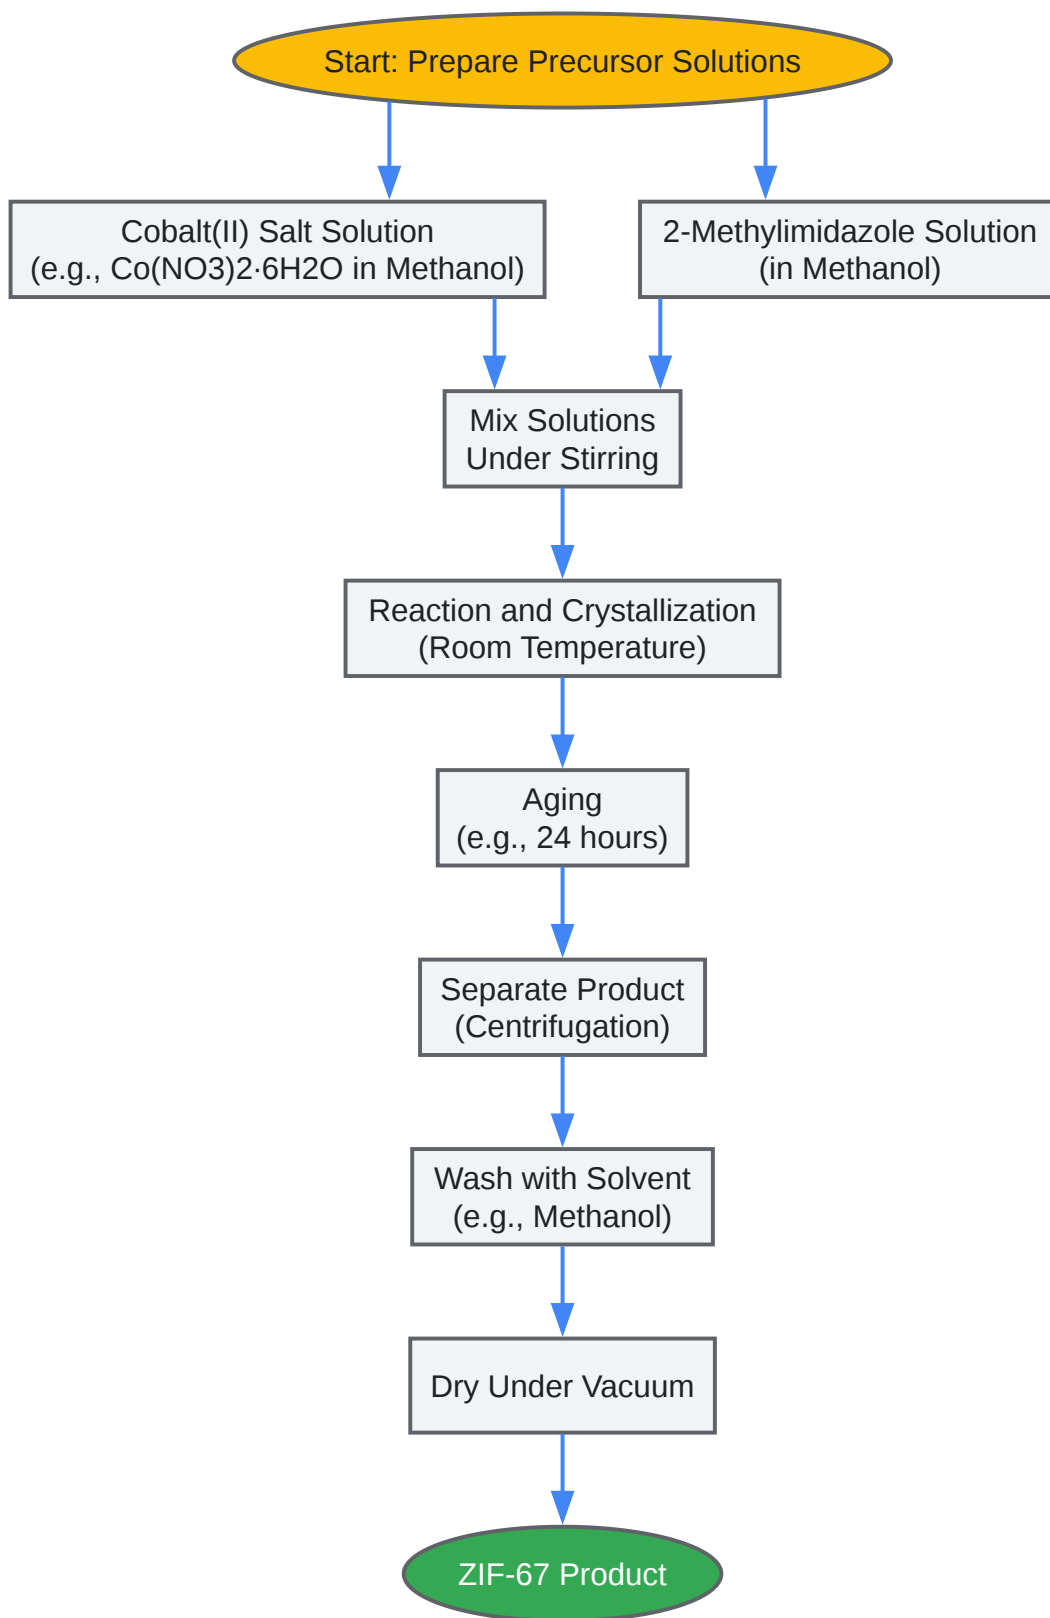 Start: Prepare Precursor Solutions
Cobalt(II) Salt Solution
(e.g., Co(NO3)2·6H2O in Methanol)
2-Methylimidazole Solution
(in Methanol)
Mix Solutions
Under Stirring
Reaction and Crystallization
(Room Temperature)
Aging
(e.g., 24 hours)
Separate Product
(Centrifugation)
Wash with Solvent
(e.g., Methanol)
Dry Under Vacuum
ZIF-67 Product